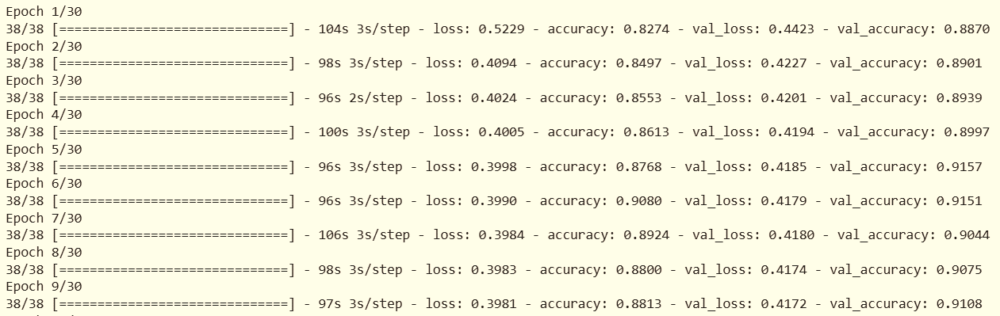 Epoch 1/30
38/38 [==============================] - 104s 3s/step - loss: 0.5229 - accuracy: 0.8274 - val_loss: 0.4423 - val_accuracy: 0.8870
Epoch 2/30
38/38 [==============================] - 98s 3s/step - loss: 0.4094 - accuracy: 0.8497 - val_loss: 0.4227 - val_accuracy: 0.8901
Epoch 3/30
38/38 [==============================] - 96s 2s/step - loss: 0.4024 - accuracy: 0.8553 - val_loss: 0.4201 - val_accuracy: 0.8939
Epoch 4/30
38/38 [==============================] - 100s 3s/step - loss: 0.4005 - accuracy: 0.8613 - val_loss: 0.4194 - val_accuracy: 0.8997
Epoch 5/30
38/38 [==============================] - 96s 3s/step - loss: 0.3998 - accuracy: 0.8768 - val_loss: 0.4185 - val_accuracy: 0.9157
Epoch 6/30
38/38 [==============================] - 96s 3s/step - loss: 0.3990 - accuracy: 0.9080 - val_loss: 0.4179 - val_accuracy: 0.9151
Epoch 7/30
38/38 [==============================] - 106s 3s/step - loss: 0.3984 - accuracy: 0.8924 - val_loss: 0.4180 - val_accuracy: 0.9044
Epoch 8/30
38/38 [==============================] - 98s 3s/step - loss: 0.3983 - accuracy: 0.8800 - val_loss: 0.4174 - val_accuracy: 0.9075
Epoch 9/30
38/38 [==============================] - 97s 3s/step - loss: 0.3981 - accuracy: 0.8813 - val_loss: 0.4172 - val_accuracy: 0.9108